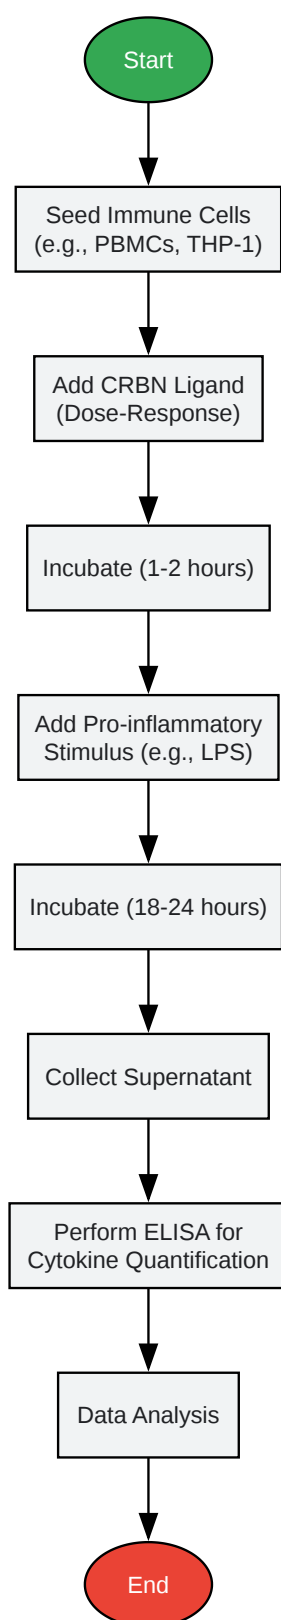 Start
Seed Immune Cells
(e.g., PBMCs, THP-1)
Add CRBN Ligand
(Dose-Response)
Incubate (1-2 hours)
Add Pro-inflammatory
Stimulus (e.g., LPS)
Incubate (18-24 hours)
Collect Supernatant
Perform ELISA for
Cytokine Quantification
Data Analysis
End